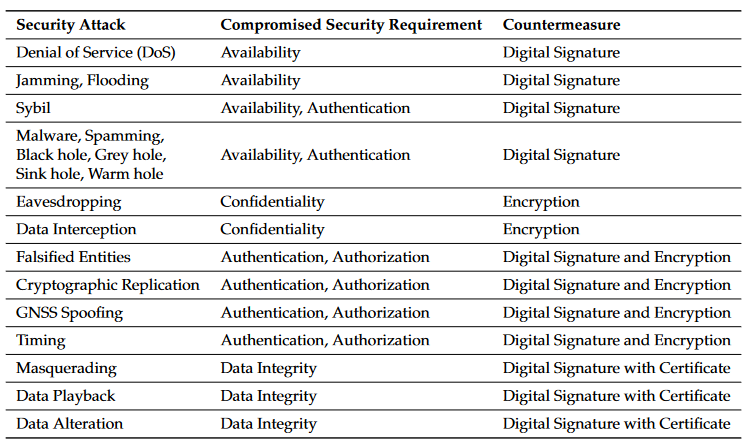 Security Attack Compromised Security Requirement Countermeasure
Denial of Service (DoS) Availability Digital Signature
Jamming, Flooding Availability Digital Signature
Sybil Availability, Authentication Digital Signature
Malware, Spamming,
Black hole, Grey hole, Availability, Authentication Digital Signature
Sink hole, Warm hole
Eavesdropping Confidentiality Encryption
Data Interception Confidentiality Encryption
Falsified Entities Authentication, Authorization Digital Signature and Encryption
Cryptographic Replication Authentication, Authorization Digital Signature and Encryption
GNSS Spoofing Authentication, Authorization Digital Signature and Encryption
Timing Authentication, Authorization Digital Signature and Encryption
Masquerading Data Integrity Digital Signature with Certificate
Data Playback Data Integrity Digital Signature with Certificate
Data Alteration Data Integrity Digital Signature with Certificate